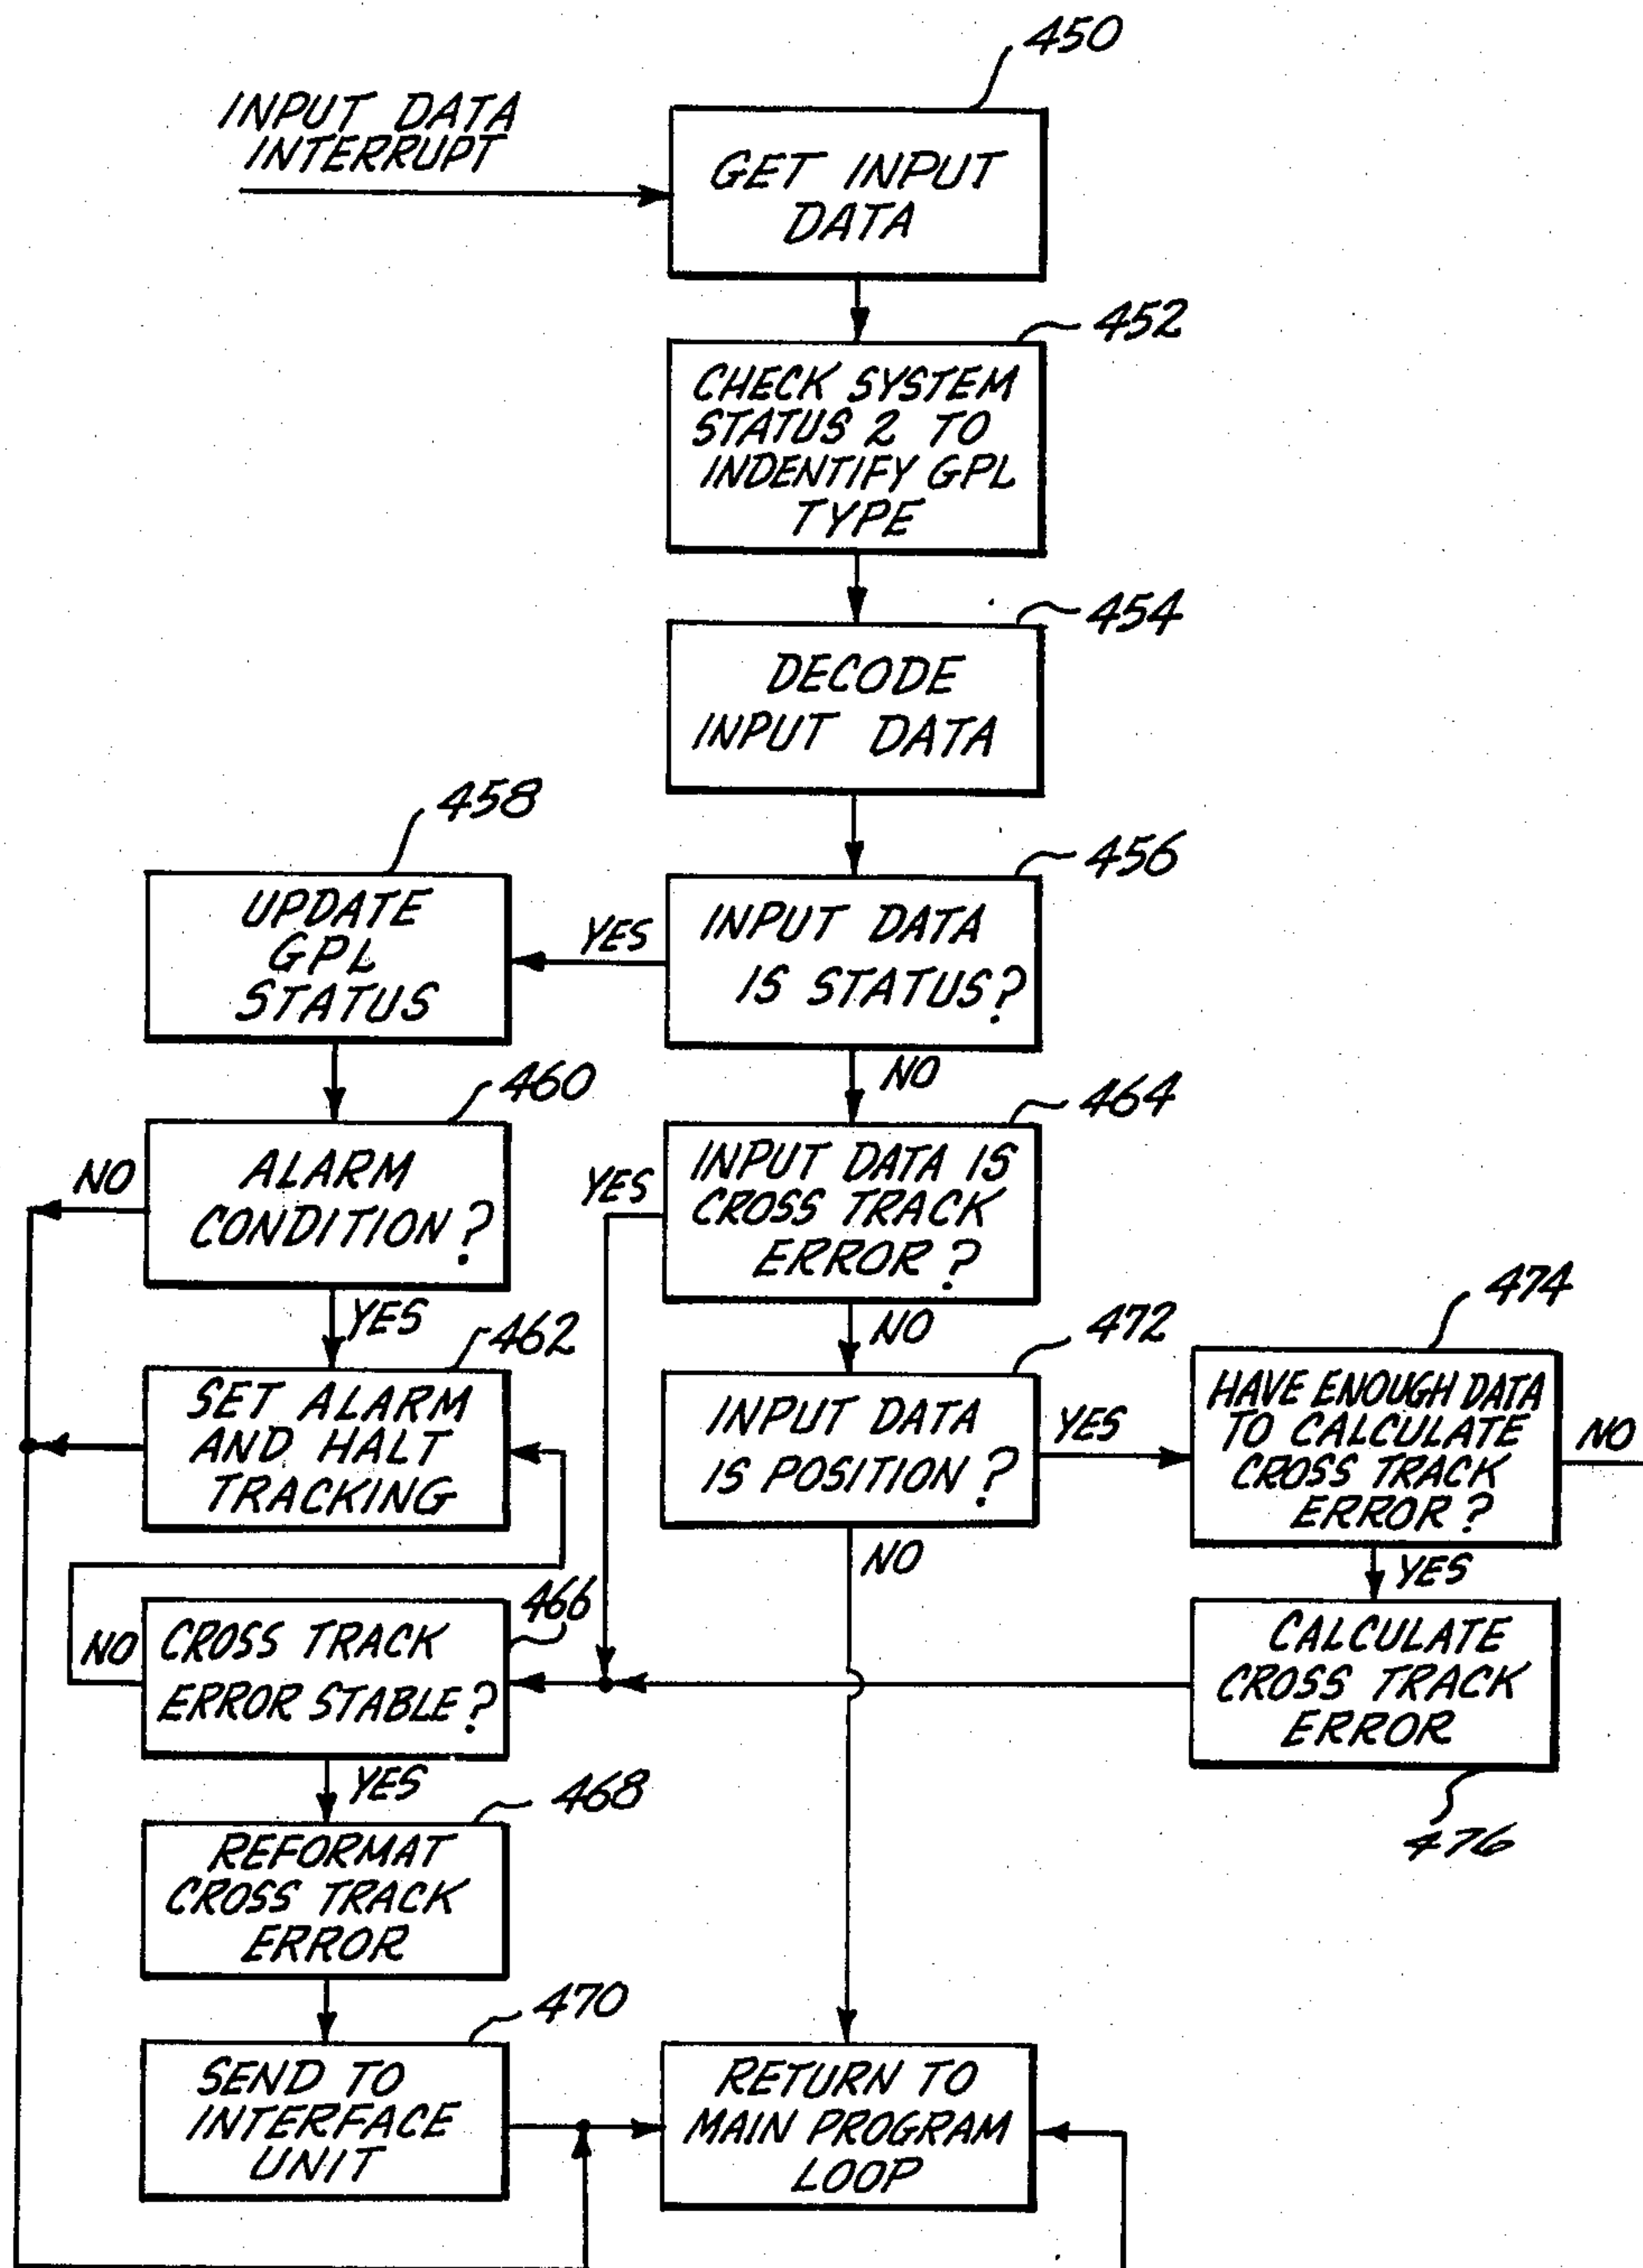 450
INPUT DATA
INTERRUPT
GET INPUT
DATA
452
CHECK SYSTEM
STATUS 2 TO
INDENTIFY GPL
TYPE
454
DECODE
INPUT DATA
458
456
UPDATE
GPL
STATUS
YES
INPUT DATA
IS STATUS?
NO
460
464
NO
ALARM
CONDITION?
YES
INPUT DATA IS
CROSS TRACK
ERROR?
YES
462
NO
472
474
SET ALARM
AND HALT
TRACKING
INPUT DATA
IS POSITION?
YES
HAVE ENOUGH DATA
TO CALCULATE
CROSS TRACK
ERROR?
NO
NO
YES
466
NO
CROSS TRACK
ERROR STABLE?
CALCULATE
CROSS TRACK
ERROR
YES
468
476
REFORMAT
CROSS TRACK
ERROR
470
SEND TO
INTERFACE
UNIT
RETURN TO
MAIN PROGRAM
LOOP